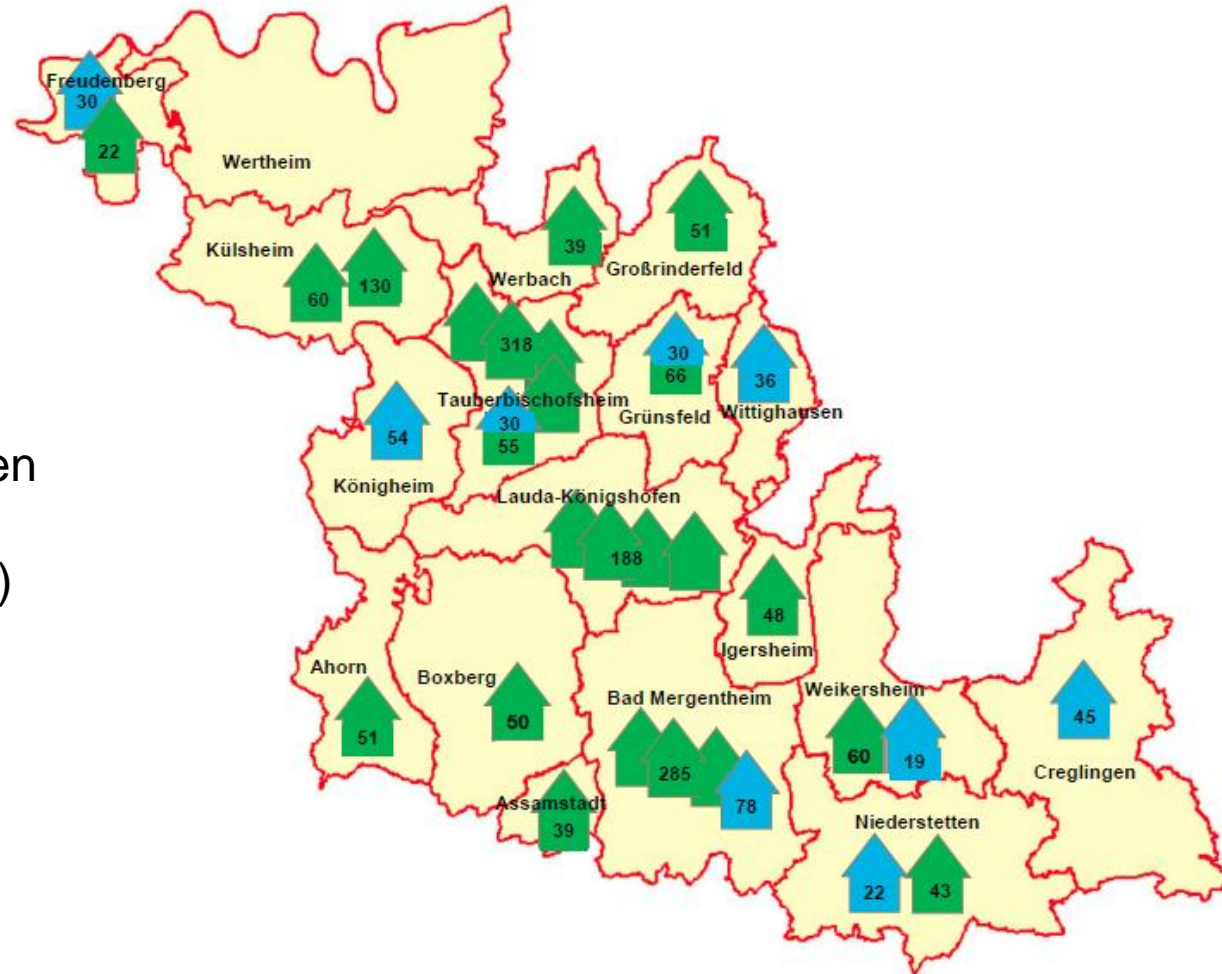 Freudenberg
30
22
Wertheim
Külsheim
60
130
39
Werbach
51
Großrinderfeld
318
Tauberbischofsheim
30
55
30
66
Grünsfeld
36
Wittighausen
54
Königheim
en
)
Lauda-Königshofen
188
48
Igersheim
Ahorn
51
Boxberg
50
Assamstadt
39
Bad Mergentheim
285
78
Weikersheim
60
19
45
Creglingen
Niederstetten
22
43